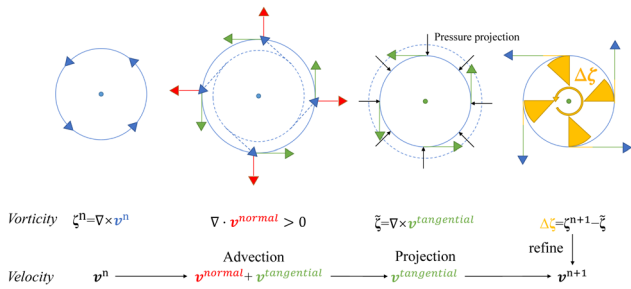 Pressure projection
Δζ
Vorticity ζⁿ=∇×vⁿ ∇·v^normal > 0 ζ̃=∇×v^tangential Δζ=ζⁿ⁺¹−ζ̃
refine
Advection Projection
Velocity vⁿ v^normal + v^tangential v^tangential vⁿ⁺¹